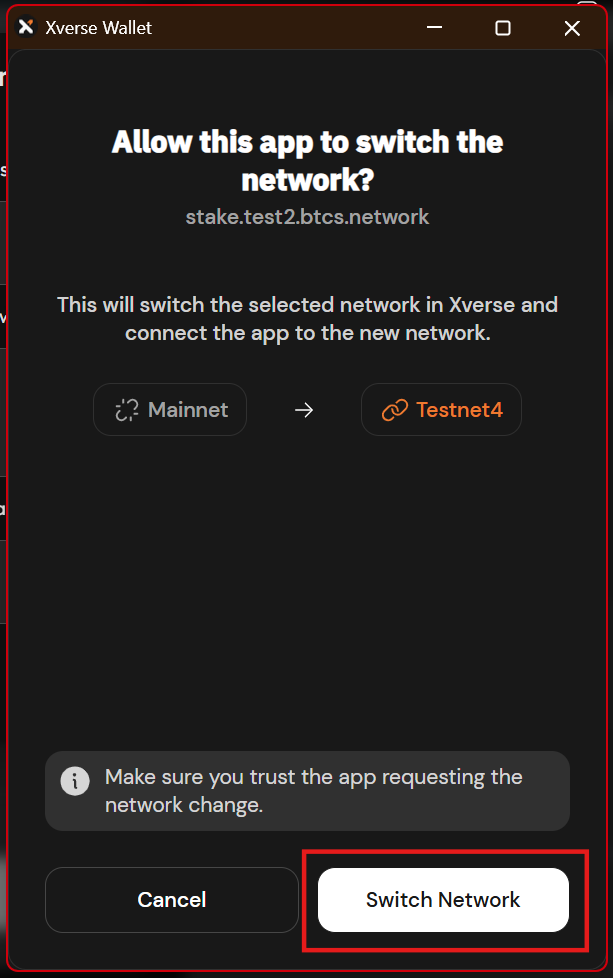 Xverse Wallet
Allow this app to switch the
network?
stake.test2.btcs.network
This will switch the selected network in Xverse and
connect the app to the new network.
Mainnet → Testnet4
Make sure you trust the app requesting the
network change.
Cancel
Switch Network